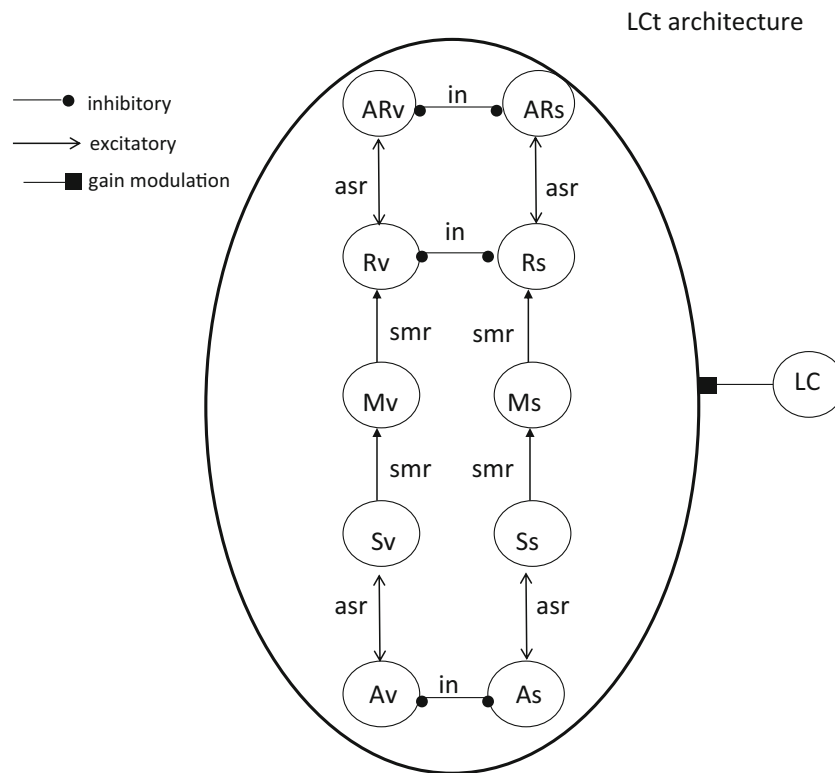 LCt architecture
inhibitory
excitatory
gain modulation
ARv in ARs
asr asr
in
Rv Rs
smr smr
Mv Ms LC
smr smr
Sv Ss
asr asr
in
Av As